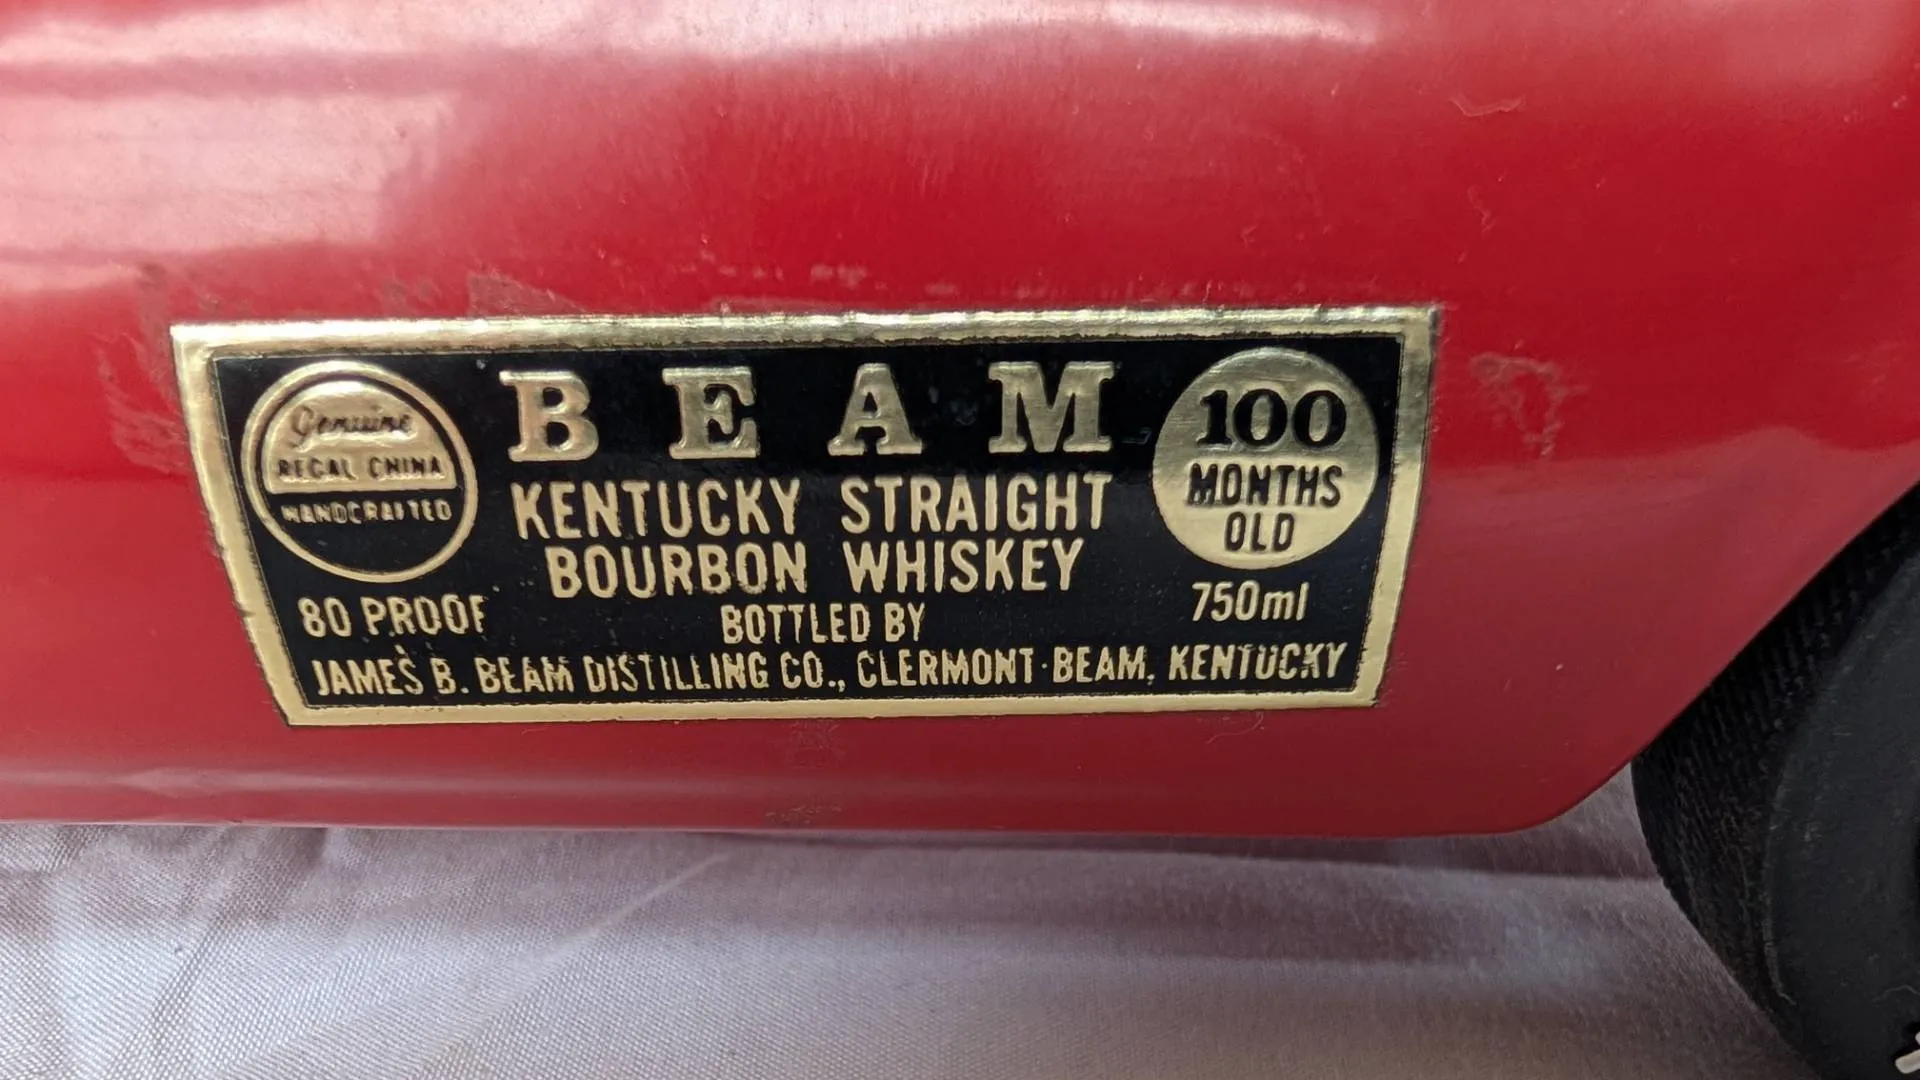 Genuine
REGAL CHINA
HANDCRAFTED
BEAM
KENTUCKY STRAIGHT
BOURBON WHISKEY
100
MONTHS
OLD
80 PROOF
BOTTLED BY
750ml
JAMES B. BEAM DISTILLING CO., CLERMONT·BEAM, KENTUCKY